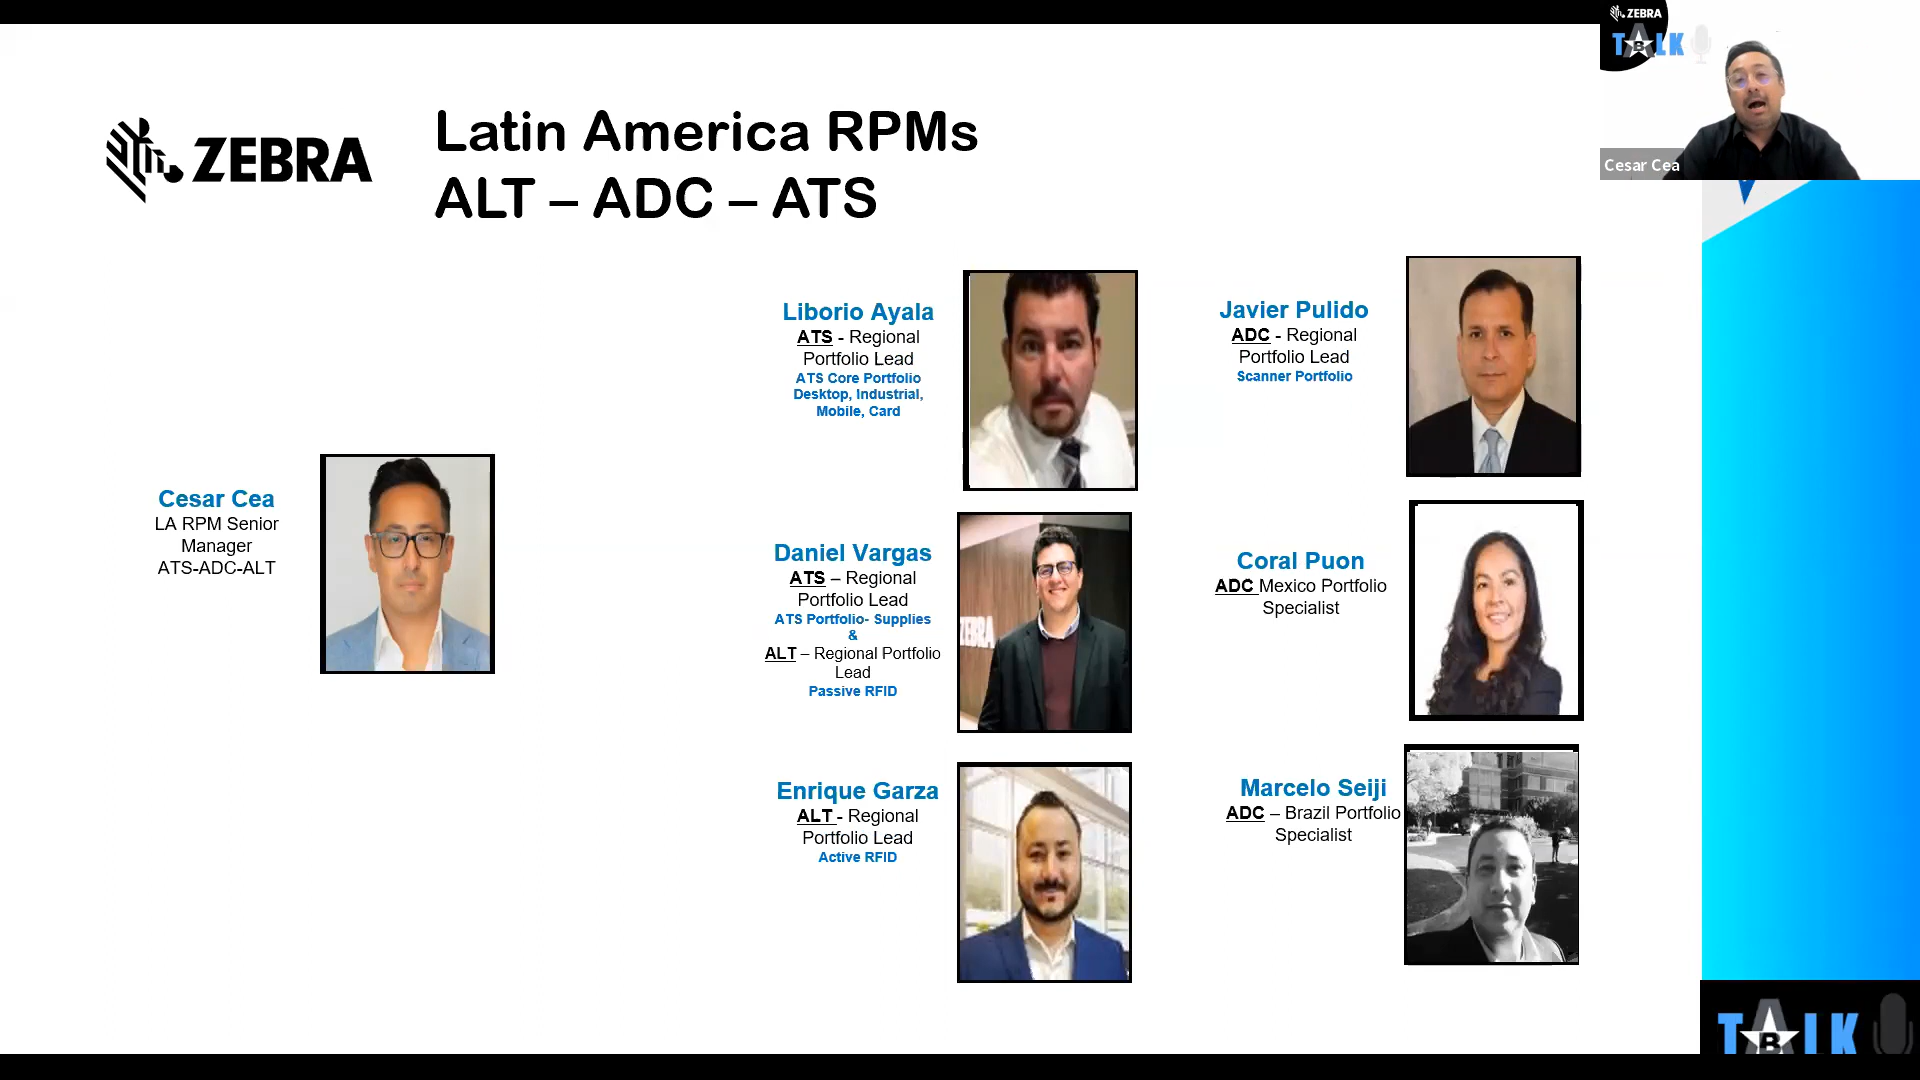 ZEBRA
TALK
B
Cesar Cea
ZEBRA
Latin America RPMs
ALT – ADC – ATS
Cesar Cea
LA RPM Senior
Manager
ATS-ADC-ALT
Liborio Ayala
ATS - Regional
Portfolio Lead
ATS Core Portfolio
Desktop, Industrial,
Mobile, Card
Daniel Vargas
ATS – Regional
Portfolio Lead
ATS Portfolio- Supplies
&
ALT – Regional Portfolio
Lead
Passive RFID
ZEBRA
Enrique Garza
ALT - Regional
Portfolio Lead
Active RFID
Javier Pulido
ADC - Regional
Portfolio Lead
Scanner Portfolio
Coral Puon
ADC Mexico Portfolio
Specialist
Marcelo Seiji
ADC – Brazil Portfolio
Specialist
TALK
B